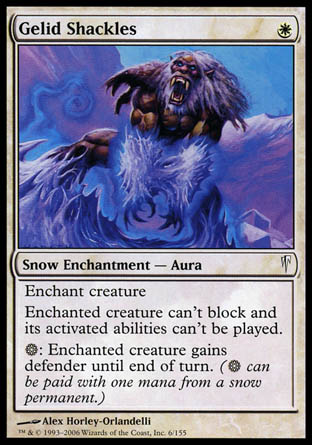 Gelid Shackles
Snow Enchantment — Aura
Enchant creature
Enchanted creature can't block and
its activated abilities can't be played.
: Enchanted creature gains
defender until end of turn. ( can
be paid with one mana from a snow
permanent.)
Alex Horley-Orlandelli
™ & © 1993–2006 Wizards of the Coast, Inc. 6/155